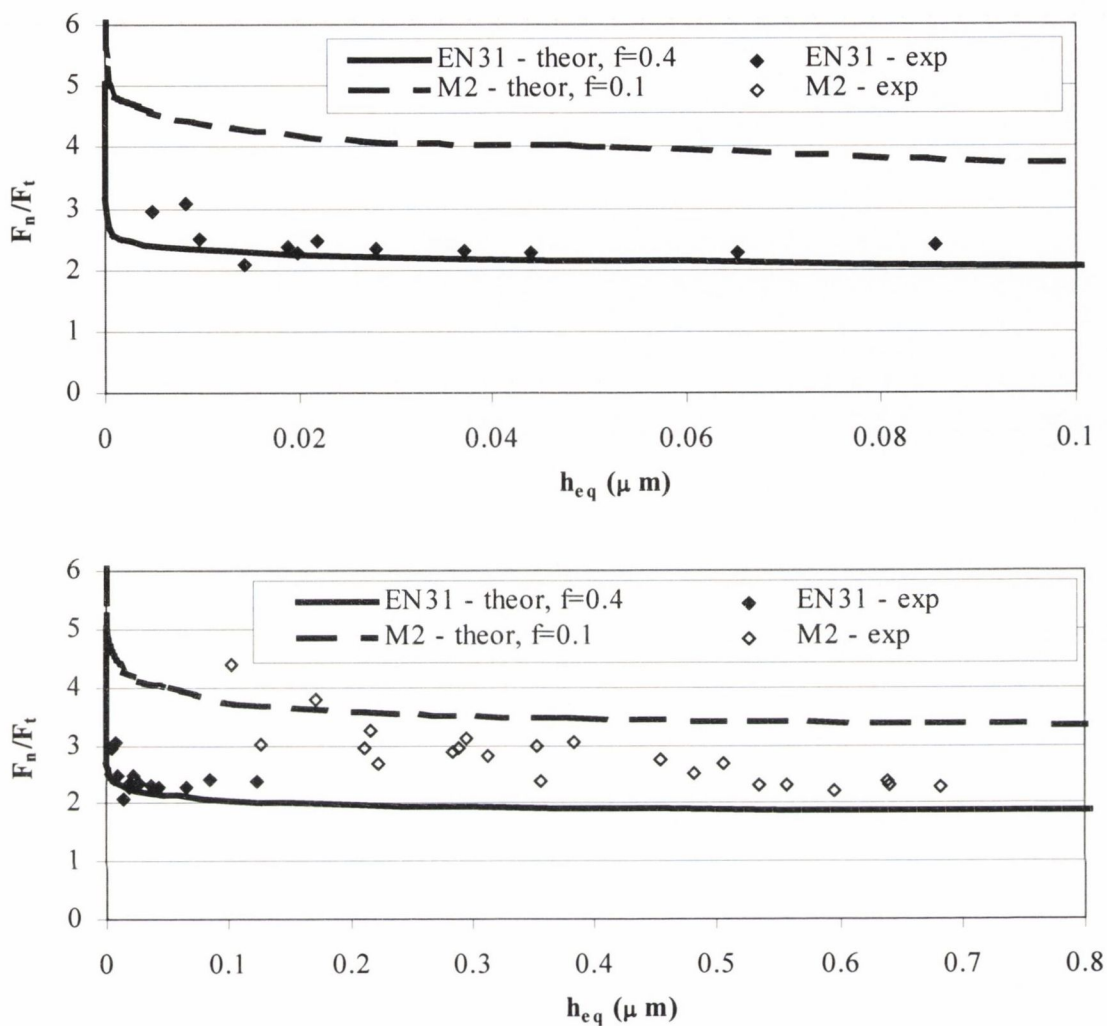 6
5
4
3
2
1
0
F_n/F_t
EN31 - theor, f=0.4
EN31 - exp
M2 - theor, f=0.1
M2 - exp
0 0.02 0.04 0.06 0.08 0.1
h_eq (μ m)
6
5
4
3
2
1
0
F_n/F_t
EN31 - theor, f=0.4
EN31 - exp
M2 - theor, f=0.1
M2 - exp
0 0.1 0.2 0.3 0.4 0.5 0.6 0.7 0.8
h_eq (μ m)